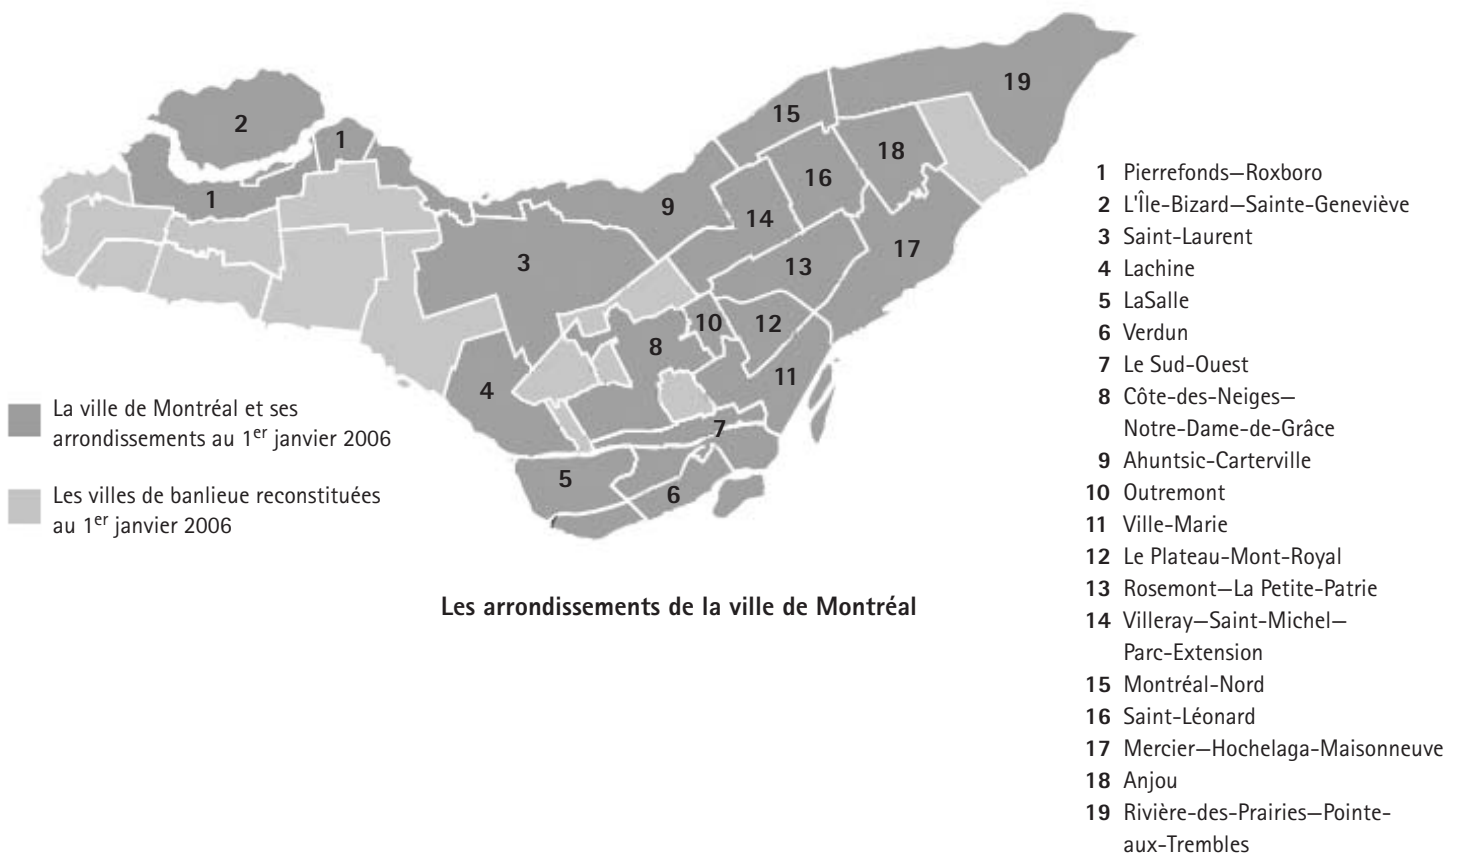 19
15
2
1
18
16
1
9
14
17
3
13
10
12
8
11
4
7
5
6
La ville de Montréal et ses
arrondissements au 1er janvier 2006
Les villes de banlieue reconstituées
au 1er janvier 2006
Les arrondissements de la ville de Montréal
1 Pierrefonds—Roxboro
2 L'Île-Bizard—Sainte-Geneviève
3 Saint-Laurent
4 Lachine
5 LaSalle
6 Verdun
7 Le Sud-Ouest
8 Côte-des-Neiges—
Notre-Dame-de-Grâce
9 Ahuntsic-Carterville
10 Outremont
11 Ville-Marie
12 Le Plateau-Mont-Royal
13 Rosemont—La Petite-Patrie
14 Villeray—Saint-Michel—
Parc-Extension
15 Montréal-Nord
16 Saint-Léonard
17 Mercier—Hochelaga-Maisonneuve
18 Anjou
19 Rivière-des-Prairies—Pointe-
aux-Trembles